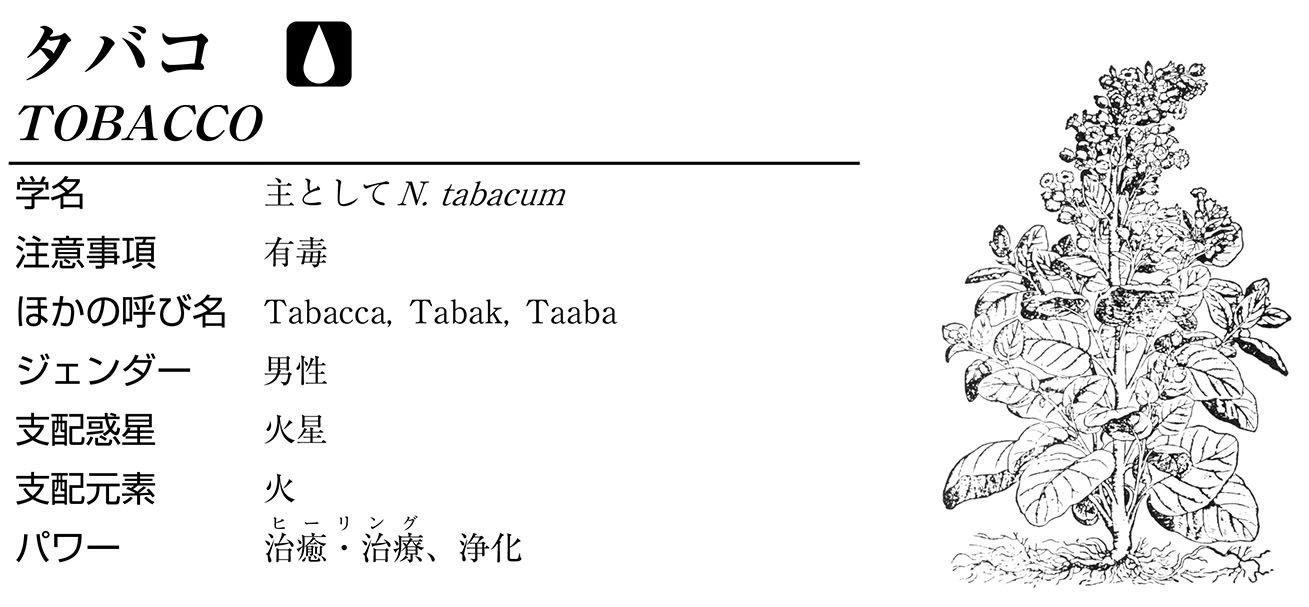 タバコ
TOBACCO
学名 主としてN. tabacum
注意事項 有毒
ほかの呼び名 Tabacca, Tabak, Taaba
ジェンダー 男性
支配惑星 火星
支配元素 火
ヒーリング
パワー 治癒・治療、浄化